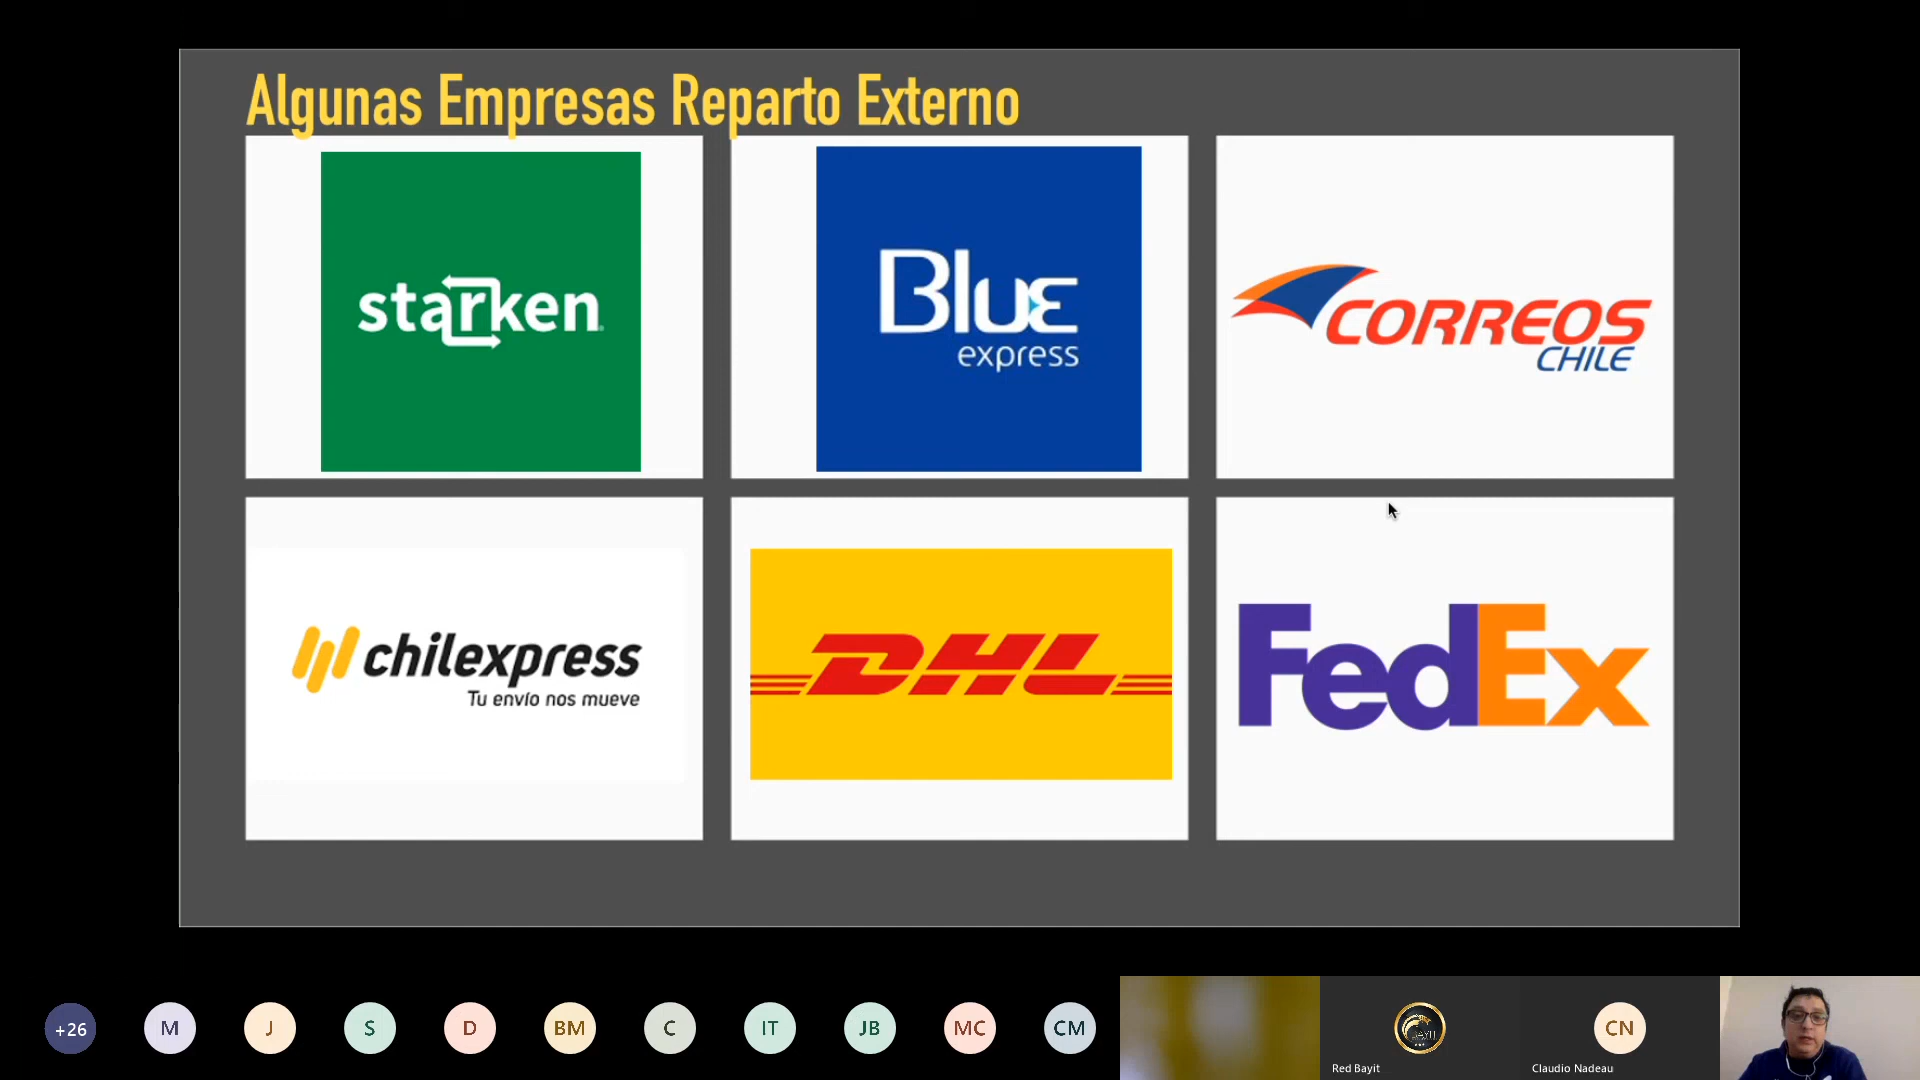 Algunas Empresas Reparto Externo
starken
Blue
express
CORREOS
CHILE
chilexpress
Tu envío nos mueve
DHL
FedEx
+26
M
J
S
D
BM
C
IT
JB
MC
CM
CN
Red Bayit
Claudio Nadeau